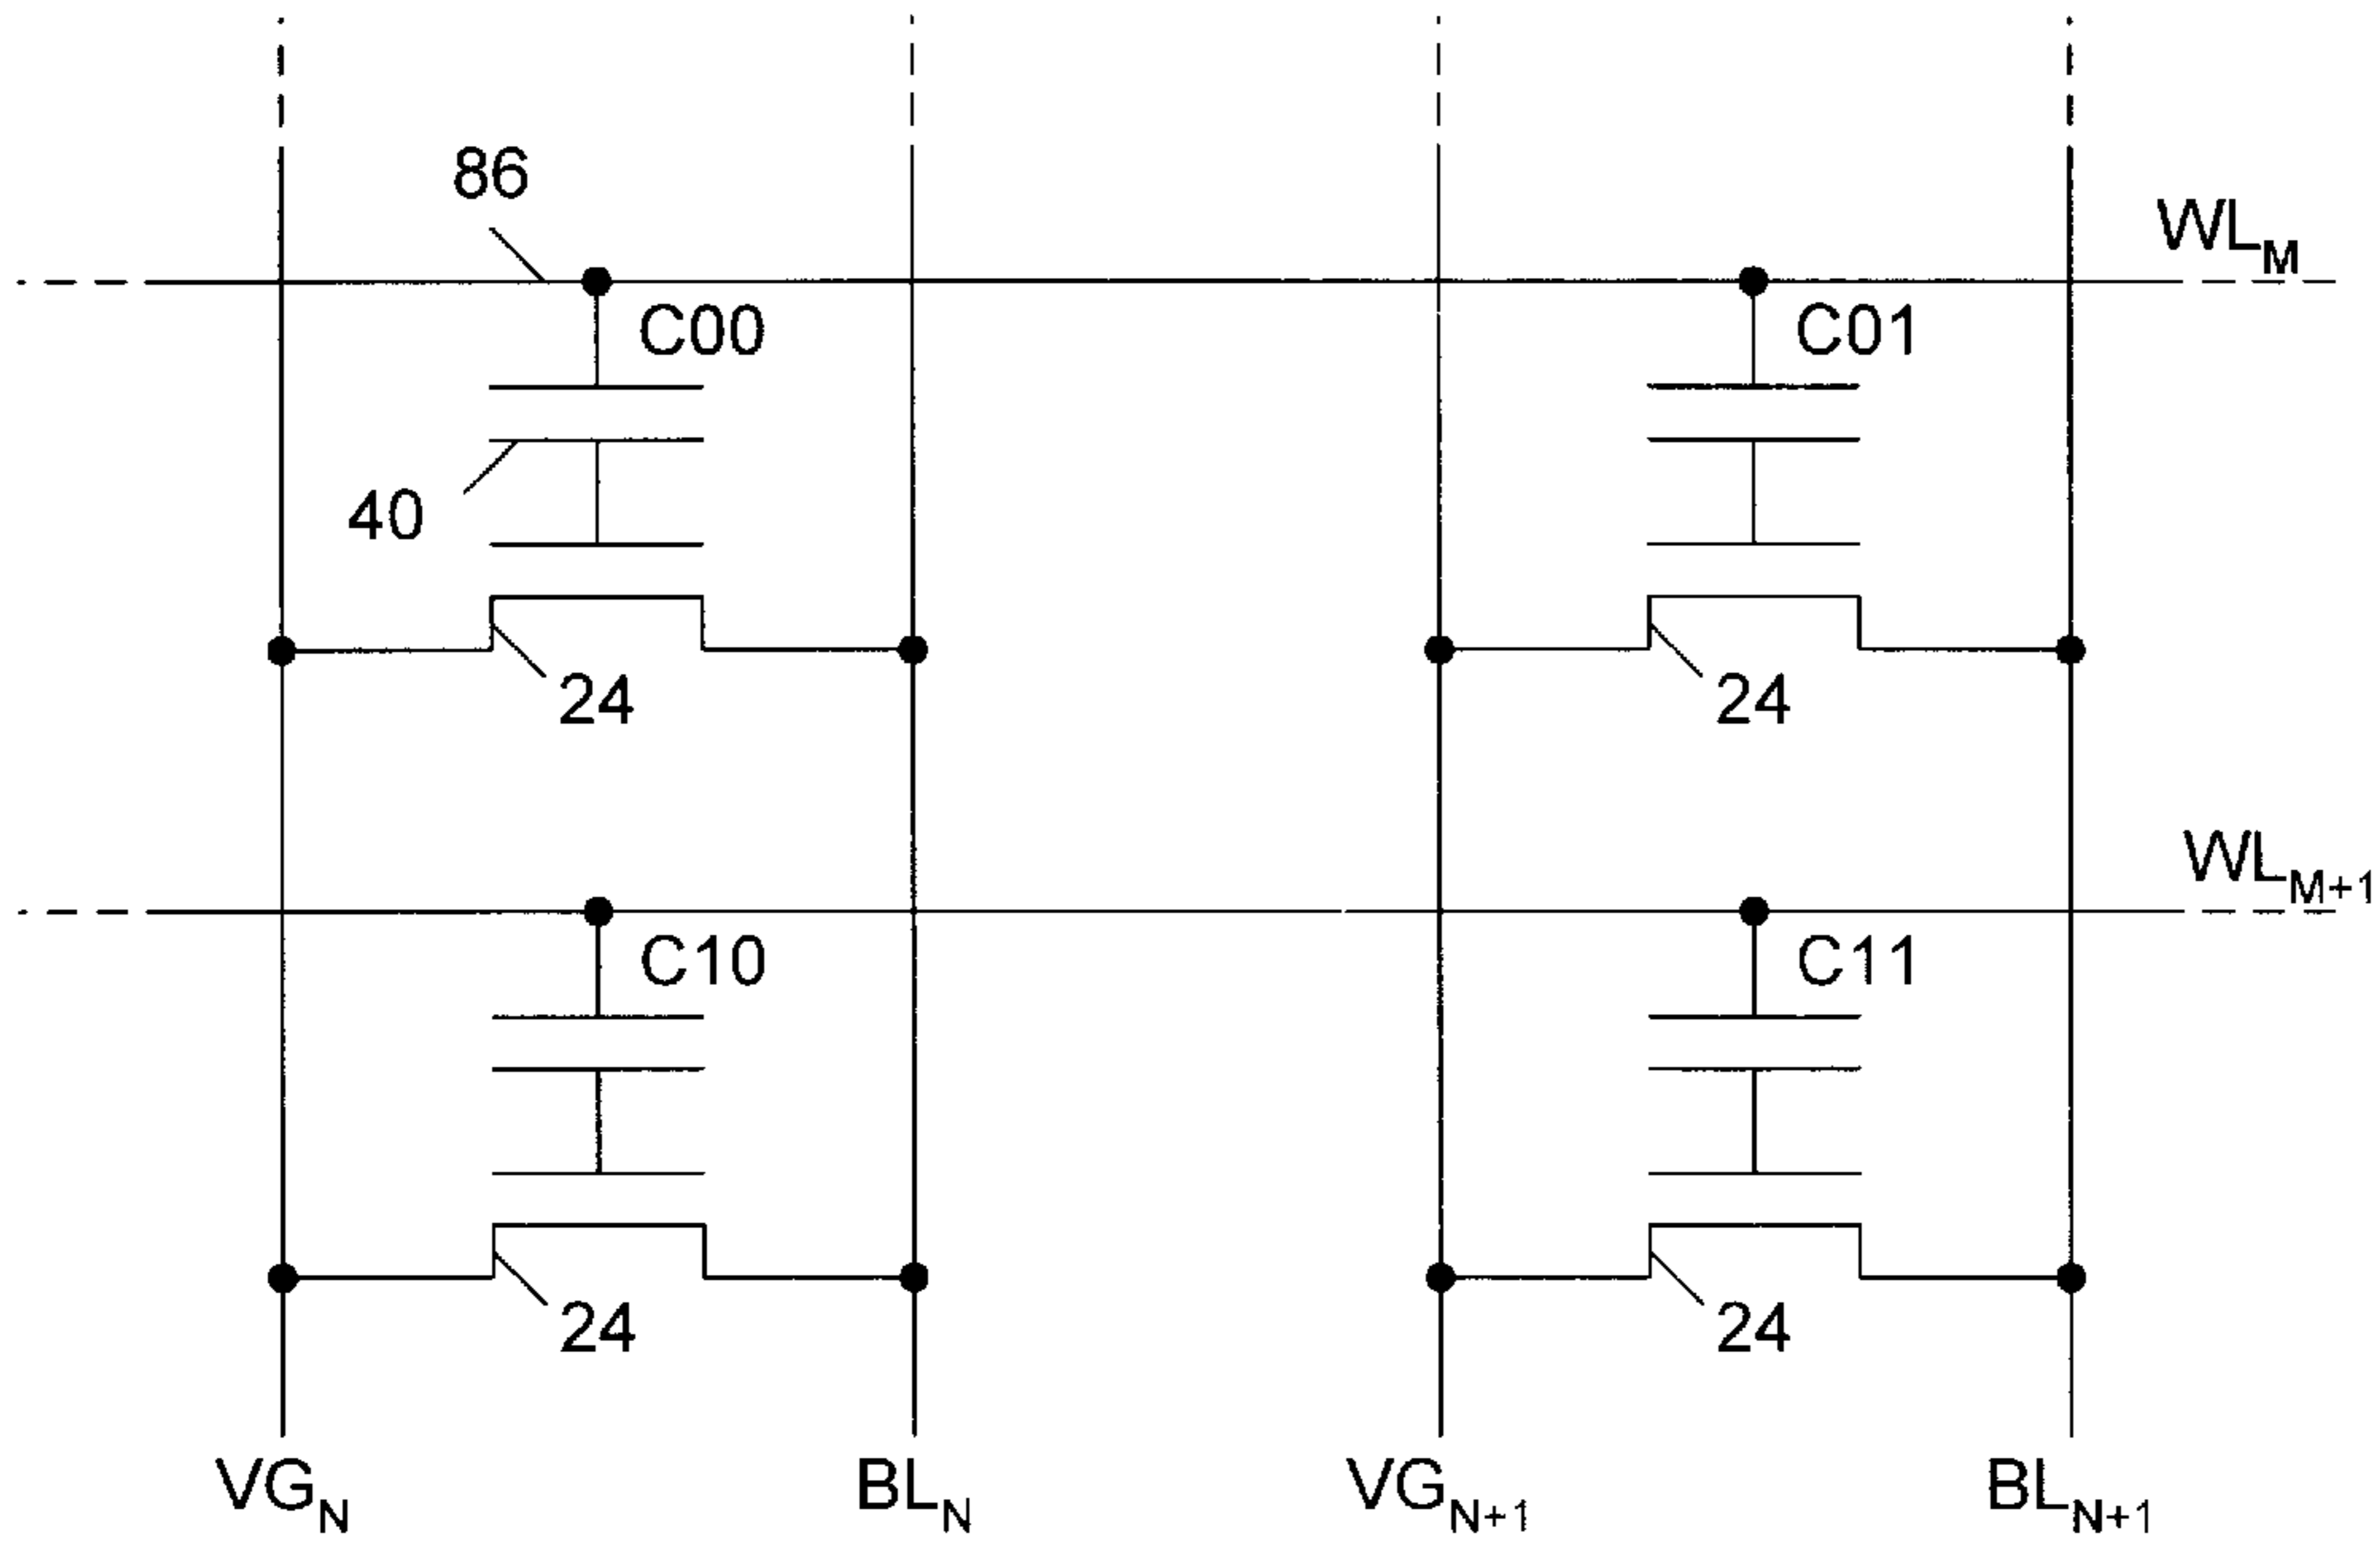 86
WL_M
C00
C01
40
24
24
WL_M+1
C10
C11
24
24
VG_N
BL_N
VG_N+1
BL_N+1